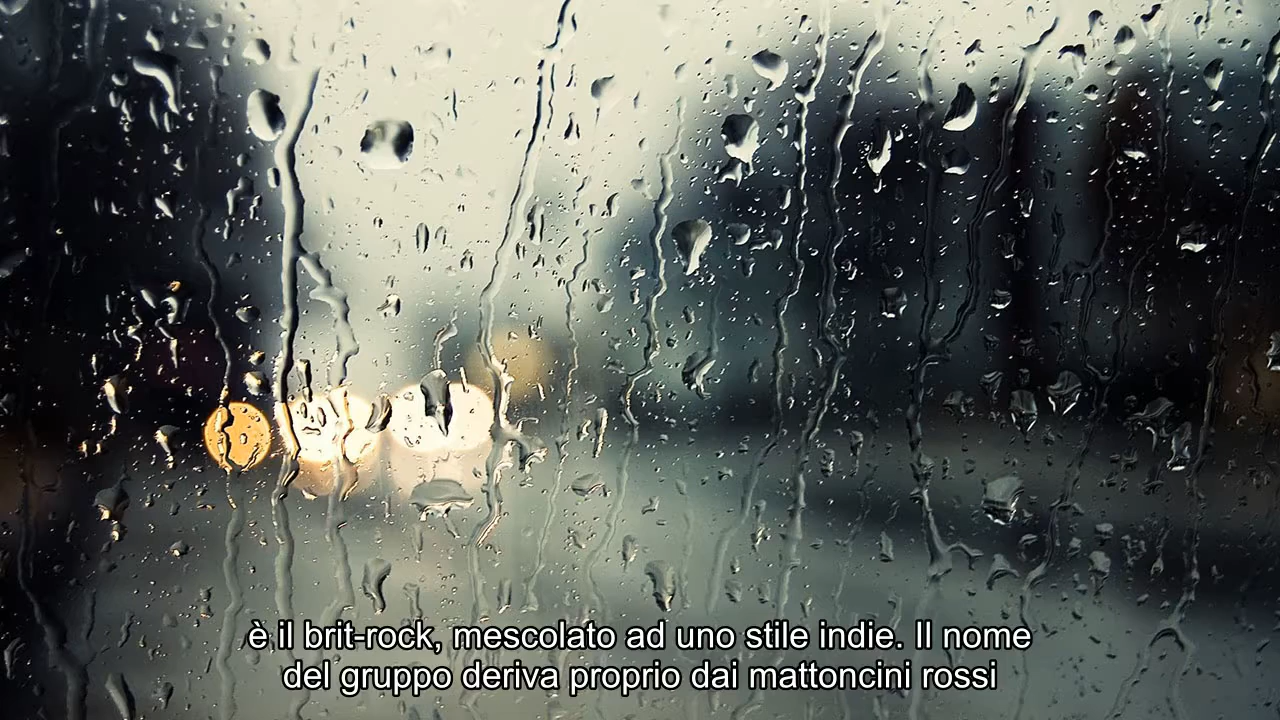 è il brit-rock, mescolato ad uno stile indie. Il nome
del gruppo deriva proprio dai mattoncini rossi